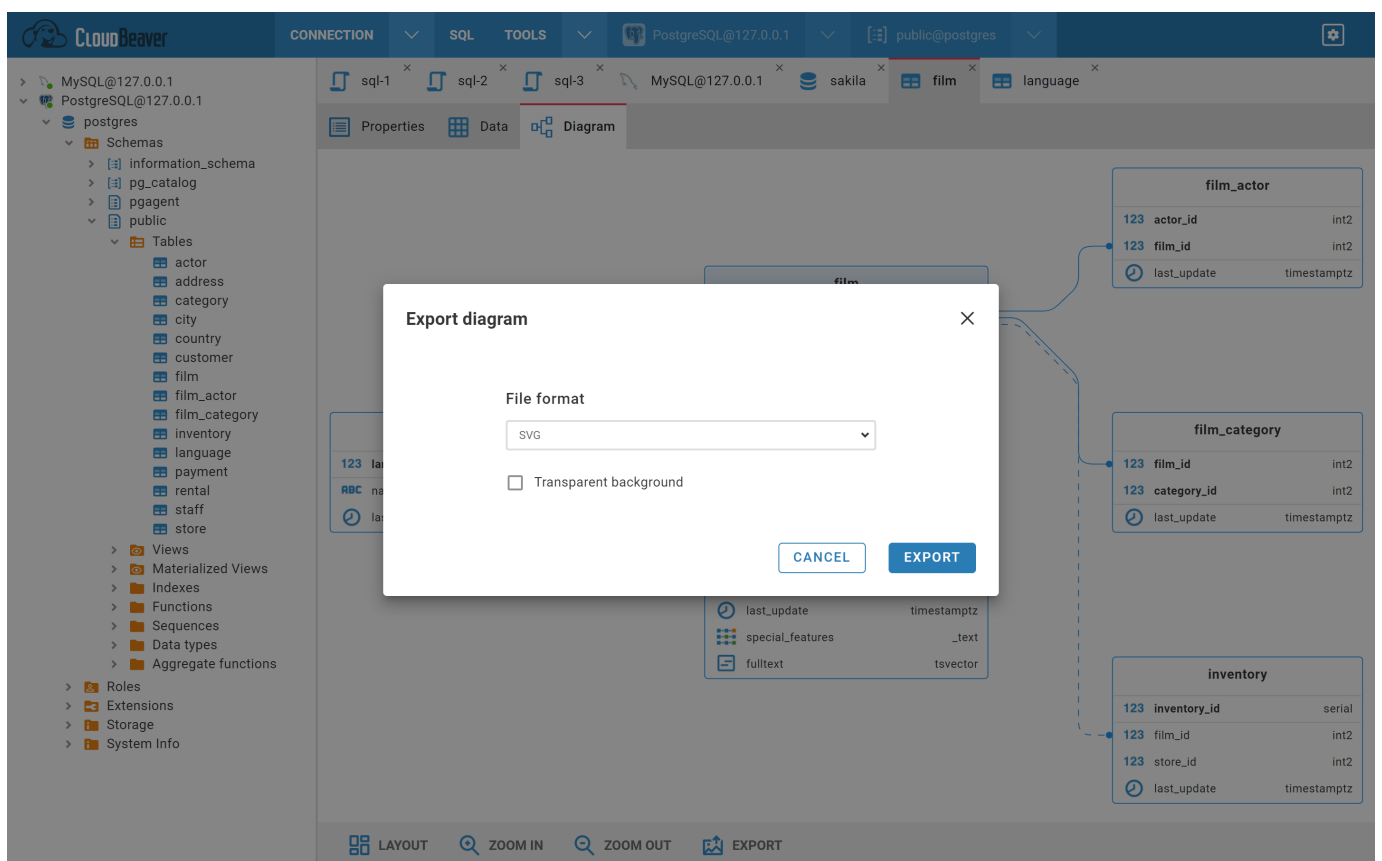 CloudBeaver
CONNECTION
SQL
TOOLS
PostgreSQL@127.0.0.1
public@postgres
MySQL@127.0.0.1
PostgreSQL@127.0.0.1
postgres
Schemas
information_schema
pg_catalog
pgagent
public
Tables
actor
address
category
city
country
customer
film
film_actor
film_category
inventory
language
payment
rental
staff
store
Views
Materialized Views
Indexes
Functions
Sequences
Data types
Aggregate functions
Roles
Extensions
Storage
System Info
sql-1
sql-2
sql-3
MySQL@127.0.0.1
sakila
film
language
Properties
Data
Diagram
film_actor
123 actor_id int2
123 film_id int2
last_update timestamptz
film
Export diagram
File format
SVG
Transparent background
CANCEL
EXPORT
123 lan
ABC na
las
film_category
123 film_id int2
123 category_id int2
last_update timestamptz
last_update timestamptz
special_features _text
fulltext tsvector
inventory
123 inventory_id serial
123 film_id int2
123 store_id int2
last_update timestamptz
LAYOUT
ZOOM IN
ZOOM OUT
EXPORT